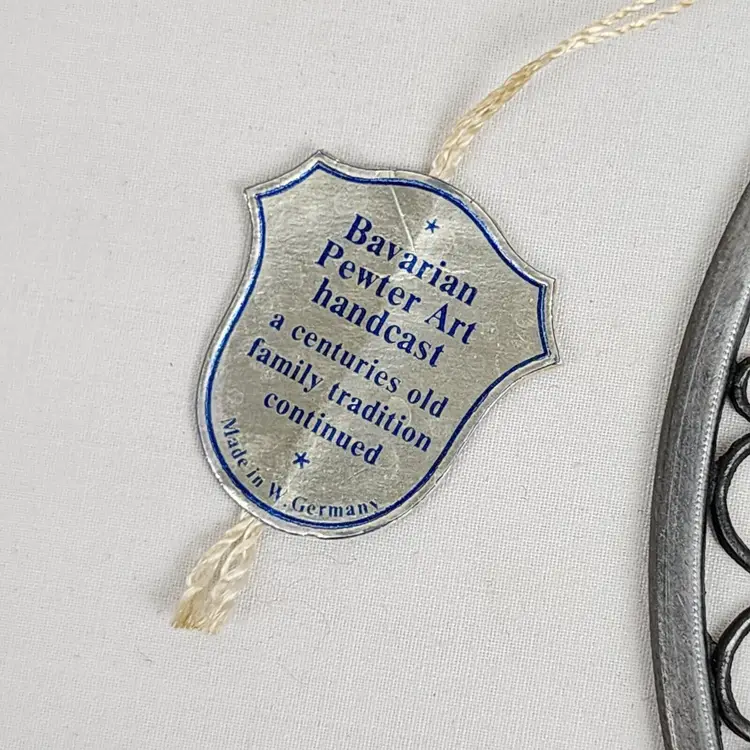 Bavarian
Pewter Art
handcast
a centuries old
family tradition
continued
Made in W. Germany